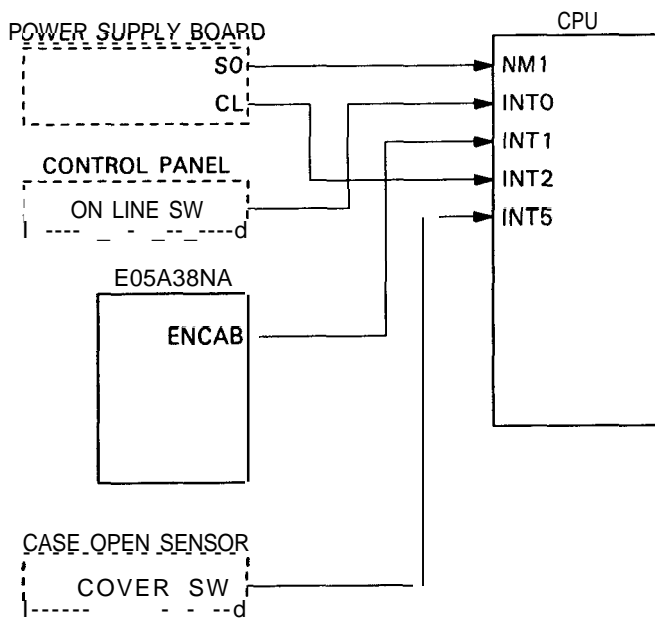 POWER SUPPLY BOARD
CPU
S0
NM1
CL
INT0
INT1
CONTROL PANEL
INT2
ON LINE SW
INT5
E05A38NA
ENCAB
CASE OPEN SENSOR
COVER SW